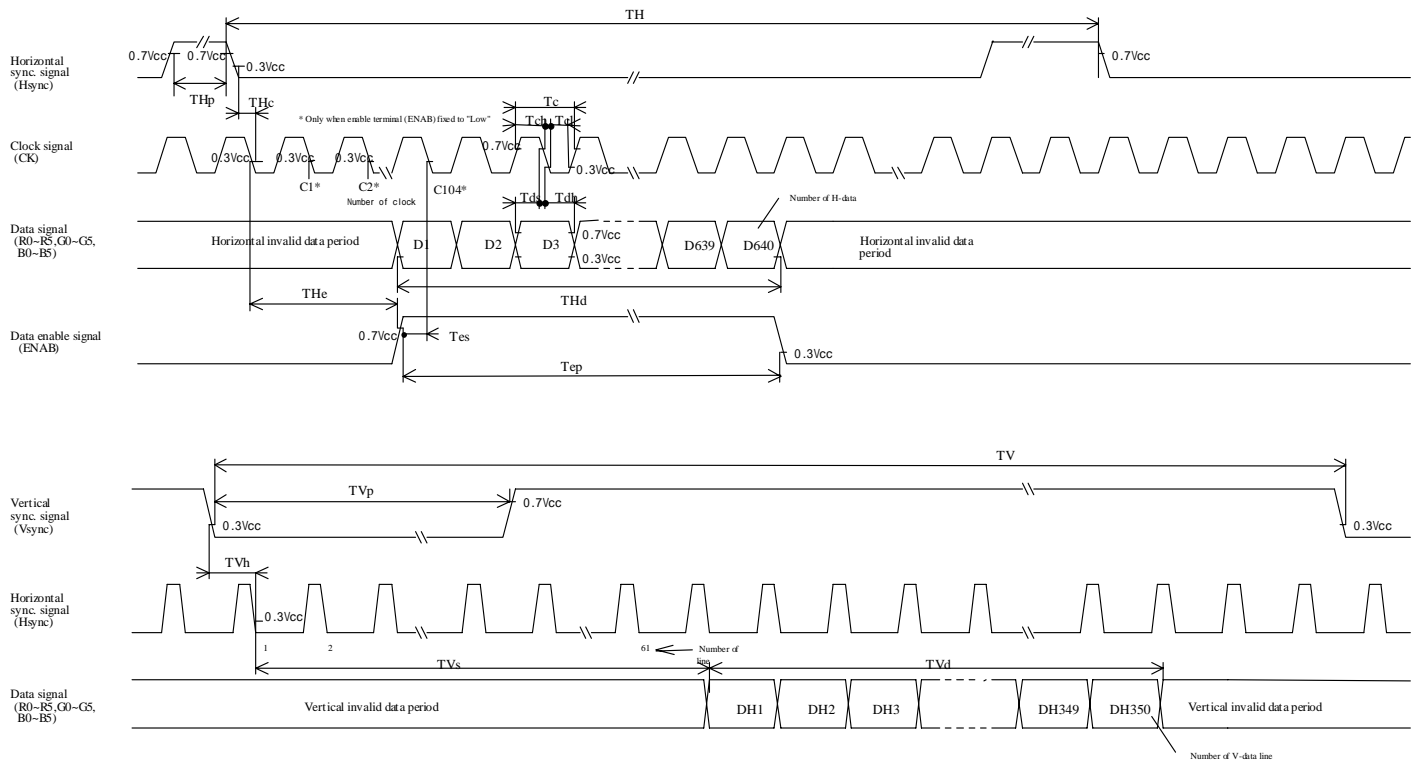 TH
Horizontal
sync. signal
(Hsync)
0.7Vcc
0.7Vcc
0.3Vcc
0.7Vcc
THp
THc
* Only when enable terminal (ENAB) fixed to "Low"
Tc
Tch
Tcl
Clock signal
(CK)
0.3Vcc
0.3Vcc
0.3Vcc
0.7Vcc
0.3Vcc
C1*
C2*
C104*
Number of clock
Tds
Tdh
Number of H-data
Data signal
(R0~R5,G0~G5,
B0~B5)
Horizontal invalid data period
D1
D2
D3
0.7Vcc
0.3Vcc
D639
D640
Horizontal invalid data
period
THe
THd
Data enable signal
(ENAB)
0.7Vcc
Tes
0.3Vcc
Tep
TV
Vertical
sync. signal
(Vsync)
TVp
0.7Vcc
0.3Vcc
0.3Vcc
TVh
Horizontal
sync. signal
(Hsync)
0.3Vcc
1
2
61
Number of
line
TVs
TVd
Data signal
(R0~R5,G0~G5,
B0~B5)
Vertical invalid data period
DH1
DH2
DH3
DH349
DH350
Vertical invalid data period
Number of V-data line